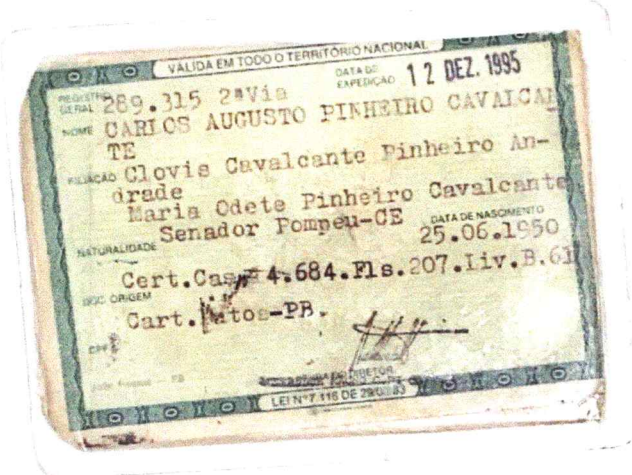 VÁLIDA EM TODO O TERRITÓRIO NACIONAL
REGISTRO GERAL 289.315 2ªVia DATA DE EXPEDIÇÃO 12 DEZ. 1995
NOME CARLOS AUGUSTO PINHEIRO CAVALCAN
TE
FILIAÇÃO Clovis Cavalcante Pinheiro An-
drade
Maria Odete Pinheiro Cavalcante
NATURALIDADE Senador Pompeu-CE DATA DE NASCIMENTO 25.06.1950
Cert.Cas. 4.684.Fls.207.Liv.B.61
DOC. ORIGEM
Cart. Patos-PB.
CPF
DIRETOR
LEI Nº 7.116 DE 29/08/83